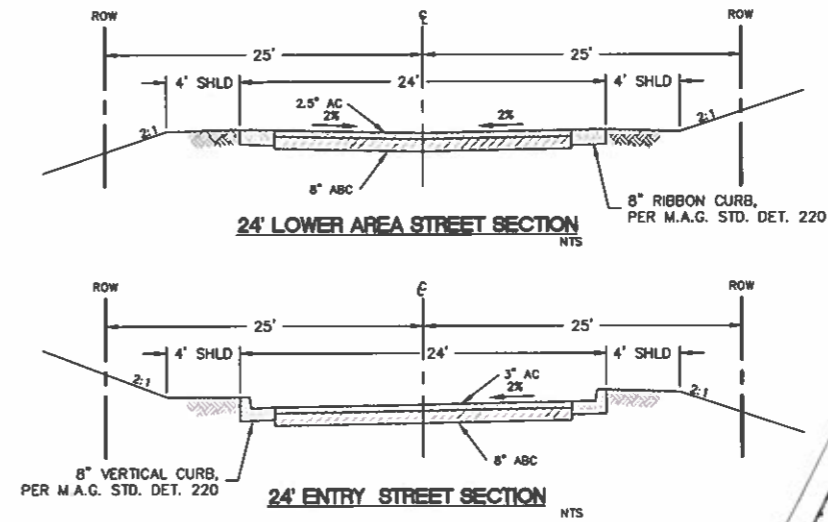 ROW
℄
ROW
25'
25'
4' SHLD
24'
4' SHLD
2.5" AC
2%
2%
2:1
2:1
8" ABC
8" RIBBON CURB,
PER M.A.G. STD. DET. 220
24' LOWER AREA STREET SECTION
NTS
ROW
℄
ROW
25'
25'
4' SHLD
24'
4' SHLD
3" AC
2%
2:1
2:1
8" ABC
8" VERTICAL CURB,
PER M.A.G. STD. DET. 220
24' ENTRY STREET SECTION
NTS